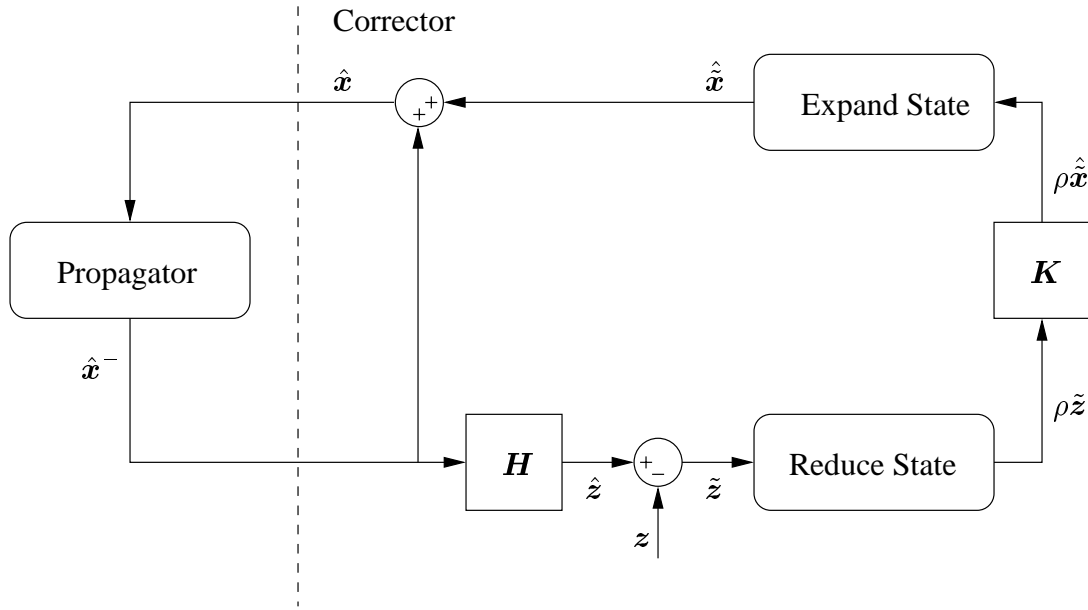 Corrector
x̂
x̃̂
Expand State
ρx̃̂
Propagator
K
x̂⁻
ρz̃
H
ẑ
z̃
Reduce State
z
+
+
+
−